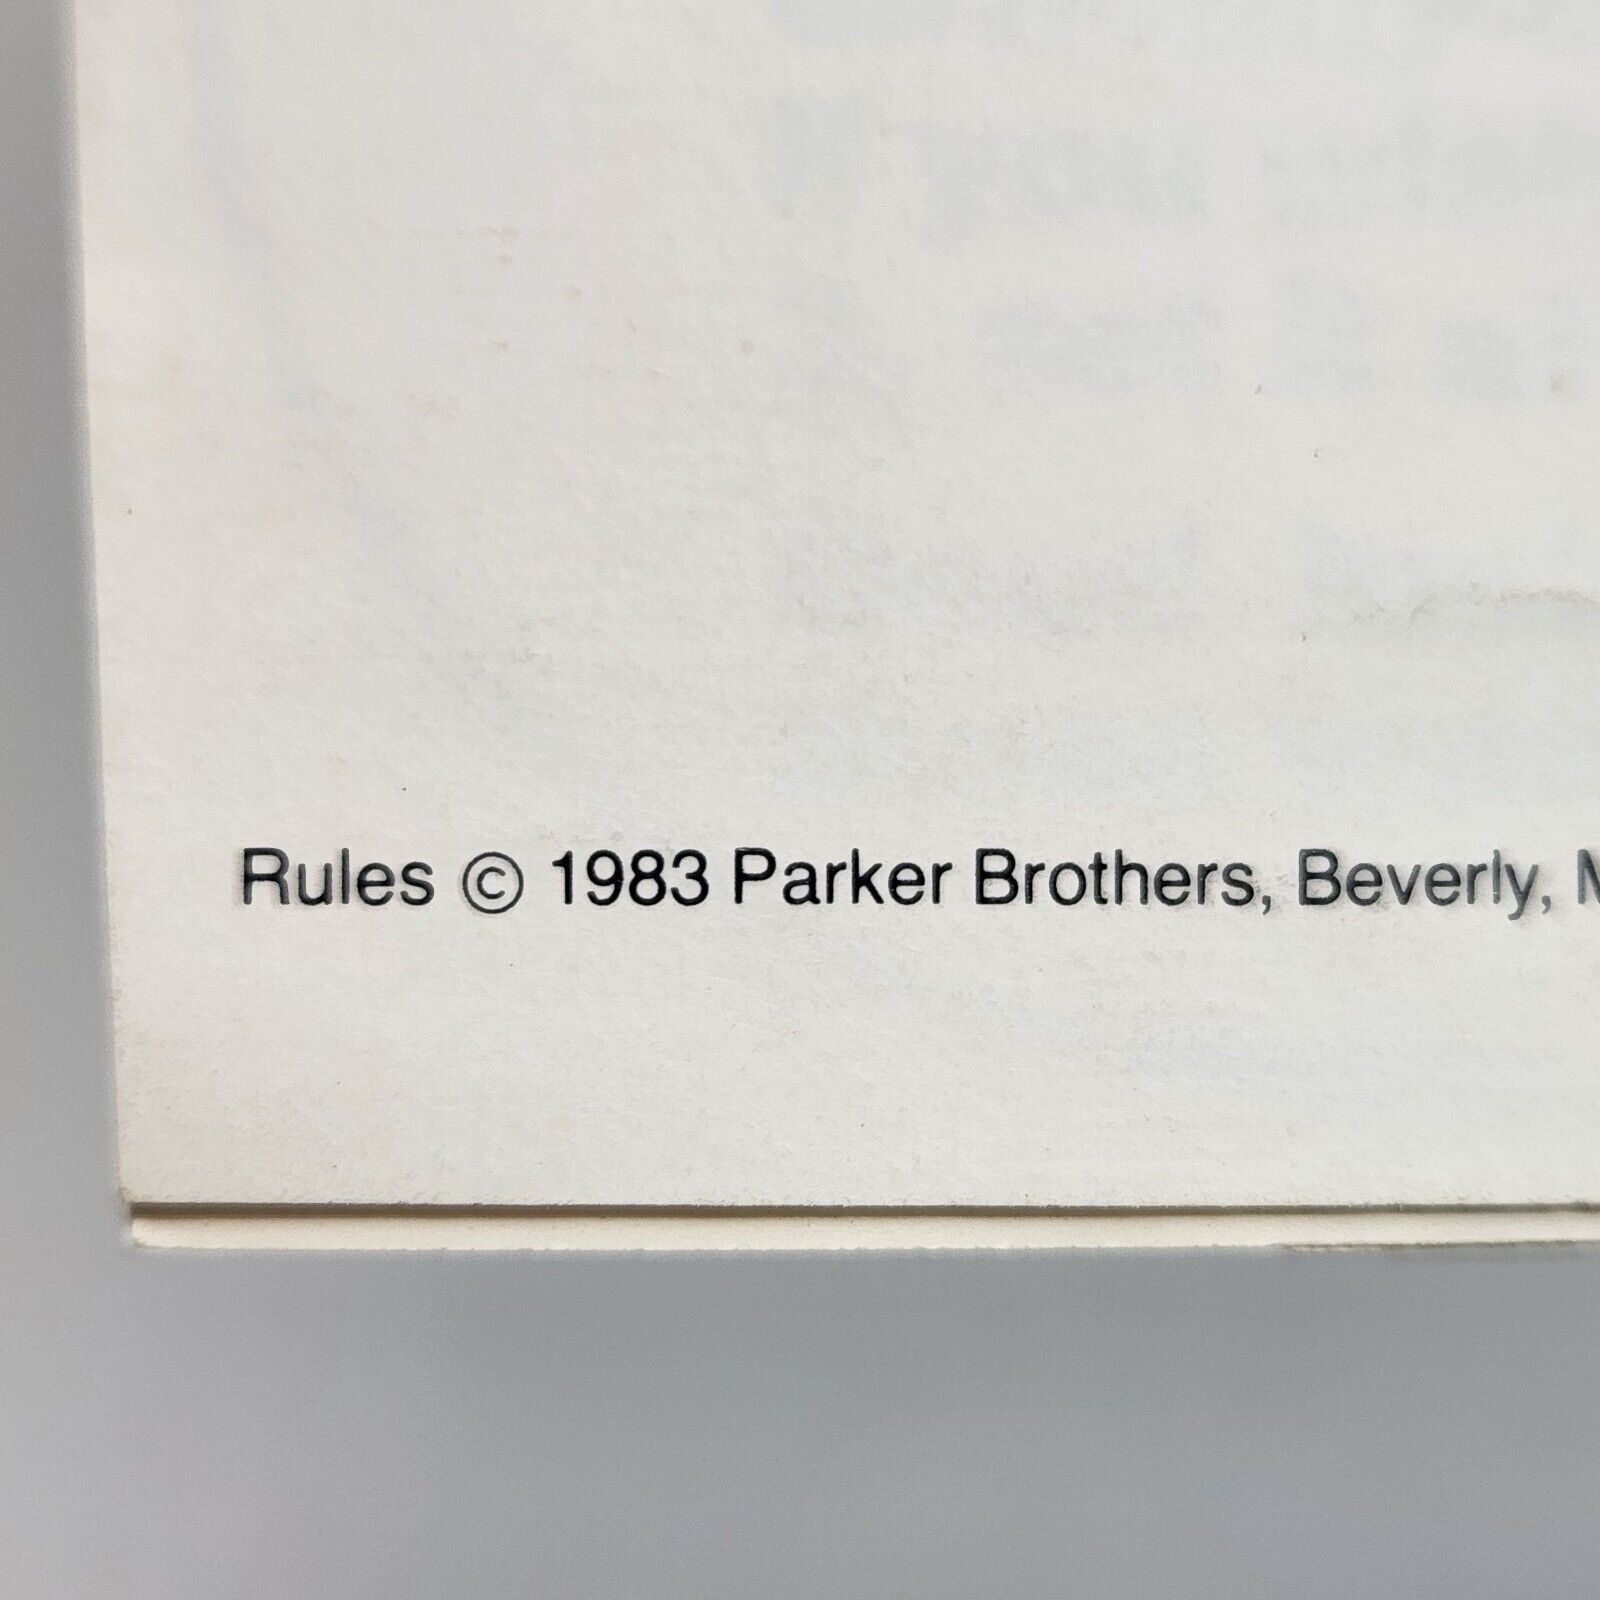 Rules © 1983 Parker Brothers, Beverly, M